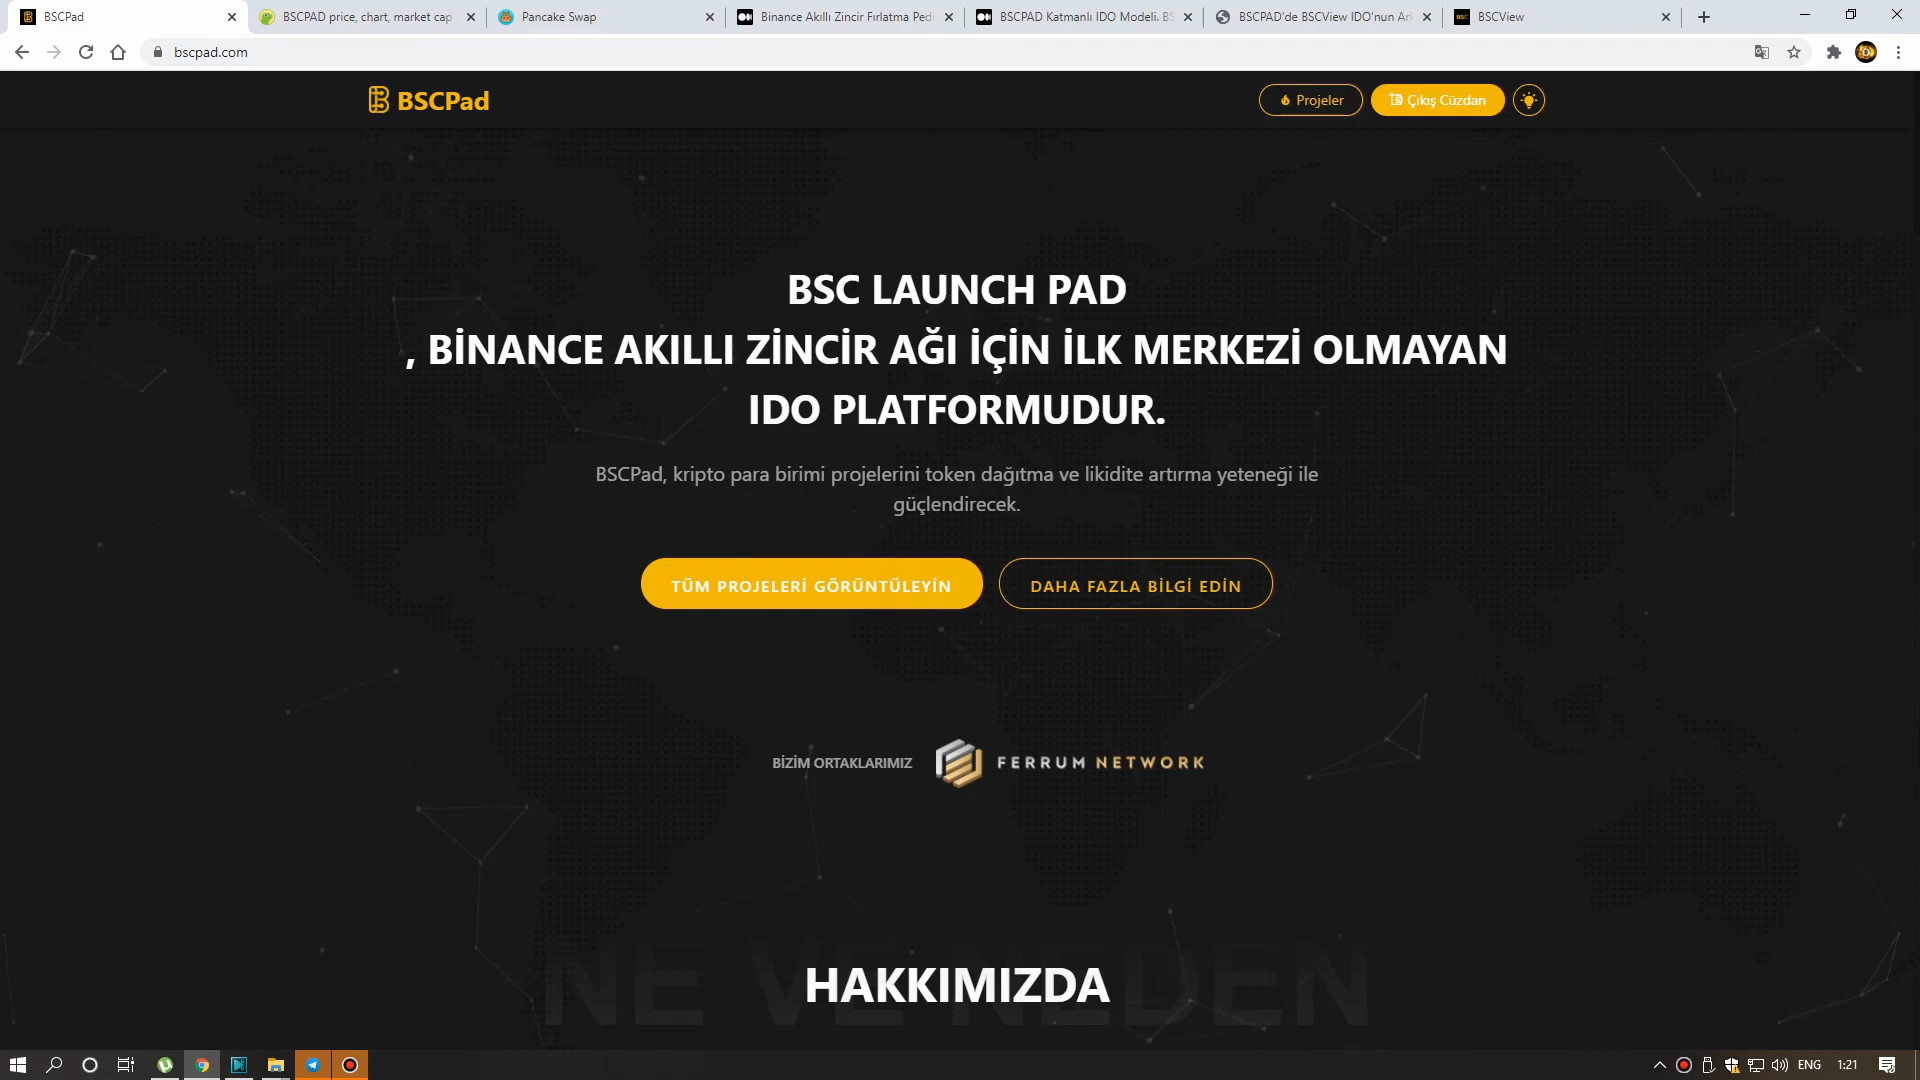 BSCPad
BSCPAD price, chart, market cap
Pancake Swap
Binance Akıllı Zincir Fırlatma Pedi
BSCPAD Katmanlı IDO Modeli. BS
BSCPAD'de BSCView IDO'nun Ar
BSCView
bscpad.com
BSCPad
Projeler
Çıkış Cüzdan
BSC LAUNCH PAD
, BİNANCE AKILLI ZİNCİR AĞI İÇİN İLK MERKEZİ OLMAYAN
IDO PLATFORMUDUR.
BSCPad, kripto para birimi projelerini token dağıtma ve likidite artırma yeteneği ile
güçlendirecek.
TÜM PROJELERİ GÖRÜNTÜLEYİN
DAHA FAZLA BİLGİ EDİN
BİZİM ORTAKLARIMIZ
FERRUM NETWORK
NE VE NEDEN
HAKKIMIZDA
ENG
1:21